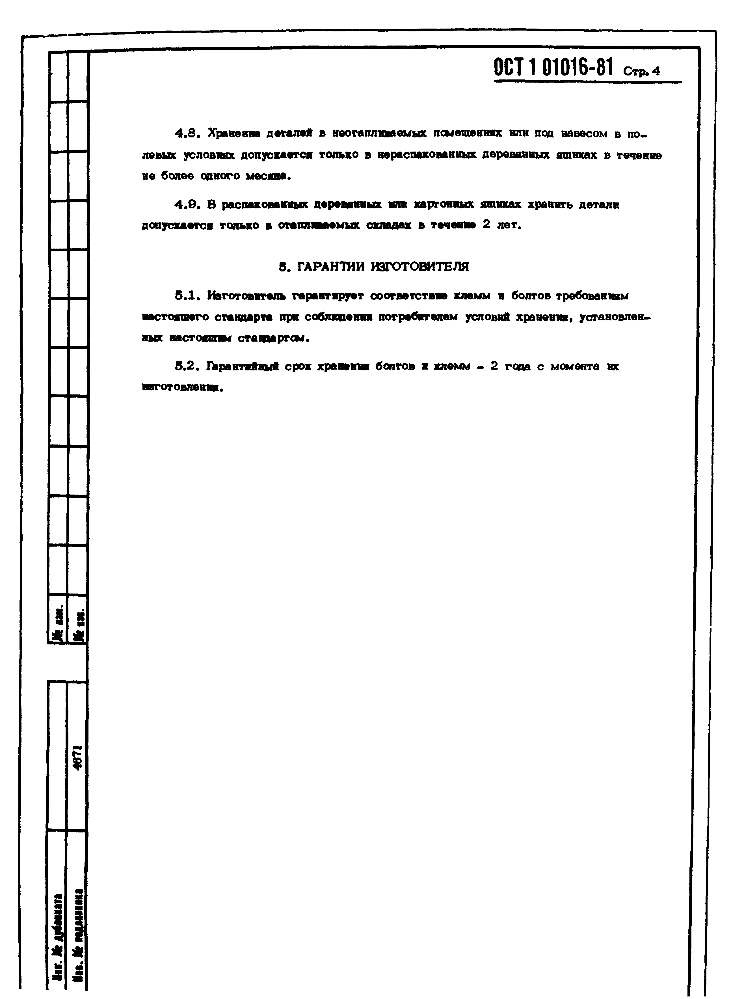 ОСТ 1 01016-81 Стр. 4
4.8. Хранение деталей в неотапливаемых помещениях или под навесом в по-
левых условиях допускается только в нераспакованных деревянных ящиках в течение
не более одного месяца.
4.9. В распакованных деревянных или картонных ящиках хранить детали
допускается только в отапливаемых складах в течение 2 лет.
5. ГАРАНТИИ ИЗГОТОВИТЕЛЯ
5.1. Изготовитель гарантирует соответствие клемм и болтов требованиям
настоящего стандарта при соблюдении потребителем условий хранения, установлен-
ных настоящим стандартом.
5.2. Гарантийный срок хранения болтов и клемм - 2 года с момента их
изготовления.
№ изм.
№ изв.
4671
Инв. № дубликата
Инв. № подлинника